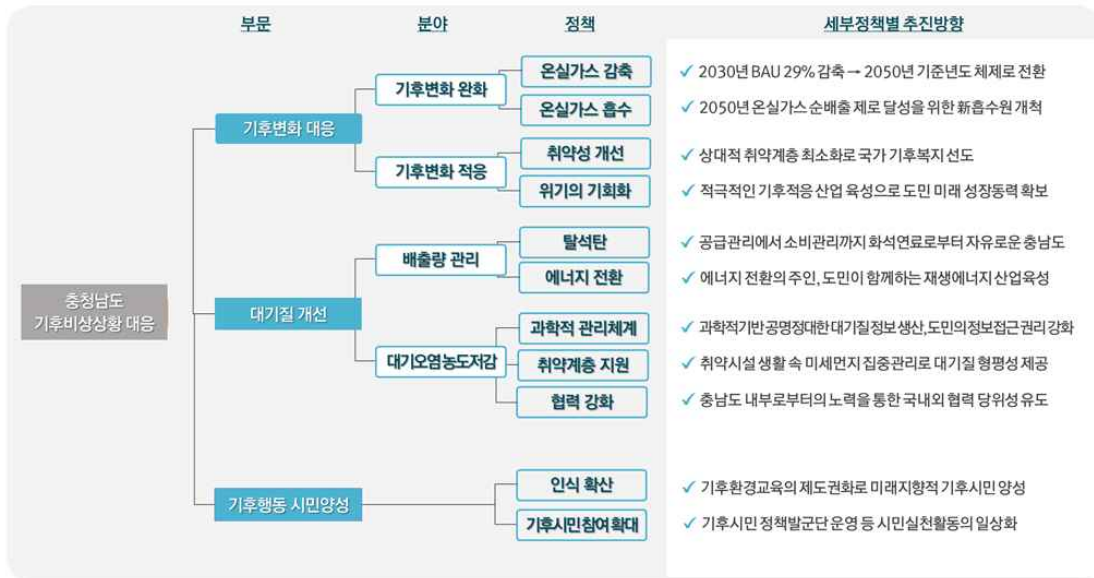 부문 분야 정책 세부정책별 추진방향
충청남도
기후비상상황 대응
기후변화 대응
기후변화 완화
온실가스 감축
✓ 2030년 BAU 29% 감축 → 2050년 기준년도 체제로 전환
온실가스 흡수
✓ 2050년 온실가스 순배출 제로 달성을 위한 新흡수원 개척
기후변화 적응
취약성 개선
✓ 상대적 취약계층 최소화로 국가 기후복지 선도
위기의 기회화
✓ 적극적인 기후적응 산업 육성으로 도민 미래 성장동력 확보
대기질 개선
배출량 관리
탈석탄
✓ 공급관리에서 소비관리까지 화석연료로부터 자유로운 충남도
에너지 전환
✓ 에너지 전환의 주인, 도민이 함께하는 재생에너지 산업육성
대기오염농도저감
과학적 관리체계
✓ 과학적기반 공명정대한 대기질 정보 생산, 도민의 정보접근 권리 강화
취약계층 지원
✓ 취약시설 생활 속 미세먼지 집중관리로 대기질 형평성 제공
협력 강화
✓ 충남도 내부로부터의 노력을 통한 국내외 협력 당위성 유도
기후행동 시민양성
인식 확산
✓ 기후환경교육의 제도권화로 미래지향적 기후시민 양성
기후시민참여확대
✓ 기후시민 정책발군단 운영 등 시민실천활동의 일상화